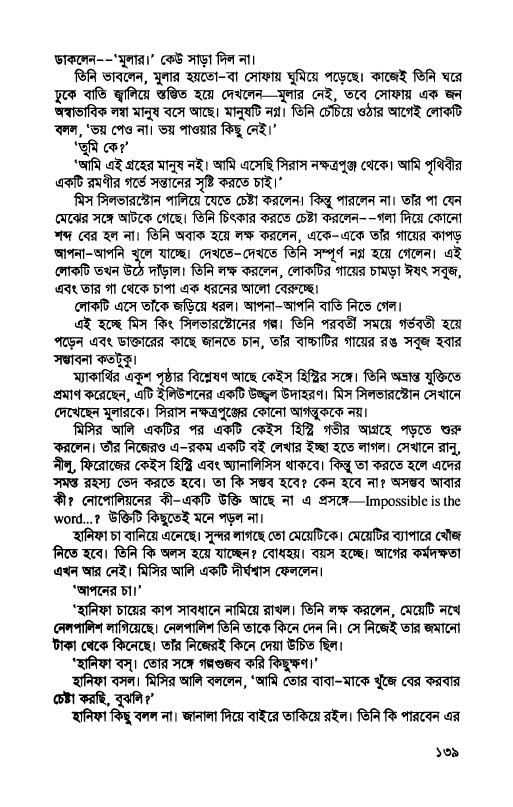 ডাকলেন--‘মুলার।’ কেউ সাড়া দিল না।
তিনি ভাবলেন, মুলার হয়তো-বা সোফায় ঘুমিয়ে পড়েছে। কাজেই তিনি ঘরে
ঢুকে বাতি জ্বালিয়ে স্তম্ভিত হয়ে দেখলেন—মুলার নেই, তবে সোফায় এক জন
অস্বাভাবিক লম্বা মানুষ বসে আছে। মানুষটি নগ্ন। তিনি চেঁচিয়ে ওঠার আগেই লোকটি
বলল, ‘ভয় পেও না। ভয় পাওয়ার কিছু নেই।’
‘তুমি কে?’
‘আমি এই গ্রহের মানুষ নই। আমি এসেছি সিরাস নক্ষত্রপুঞ্জ থেকে। আমি পৃথিবীর
একটি রমণীর গর্ভে সন্তানের সৃষ্টি করতে চাই।’
মিস সিলভারস্টোন পালিয়ে যেতে চেষ্টা করলেন। কিন্তু পারলেন না। তাঁর পা যেন
মেঝের সঙ্গে আটকে গেছে। তিনি চিৎকার করতে চেষ্টা করলেন--গলা দিয়ে কোনো
শব্দ বের হল না। তিনি অবাক হয়ে লক্ষ করলেন, একে-একে তাঁর গায়ের কাপড়
আপনা-আপনি খুলে যাচ্ছে। দেখতে-দেখতে তিনি সম্পূর্ণ নগ্ন হয়ে গেলেন। এই
লোকটি তখন উঠে দাঁড়াল। তিনি লক্ষ করলেন, লোকটির গায়ের চামড়া ঈষৎ সবুজ,
এবং তার গা থেকে চাপা এক ধরনের আলো বেরুচ্ছে।
লোকটি এসে তাঁকে জড়িয়ে ধরল। আপনা-আপনি বাতি নিভে গেল।
এই হচ্ছে মিস কিং সিলভারস্টোনের গল্প। তিনি পরবর্তী সময়ে গর্ভবতী হয়ে
পড়েন এবং ডাক্তারের কাছে জানতে চান, তাঁর বাচ্চাটির গায়ের রঙ সবুজ হবার
সম্ভাবনা কতটুকু।
ম্যাকার্থির একুশ পৃষ্ঠার বিশ্লেষণ আছে কেইস হিস্ট্রির সঙ্গে। তিনি অভ্রান্ত যুক্তিতে
প্রমাণ করেছেন, এটি ইলিউশনের একটি উজ্জ্বল উদাহরণ। মিস সিলভারস্টোন সেখানে
দেখেছেন মুলারকে। সিরাস নক্ষত্রপুঞ্জের কোনো আগন্তুককে নয়।
মিসির আলি একটির পর একটি কেইস হিস্ট্রি গভীর আগ্রহে পড়তে শুরু
করলেন। তাঁর নিজেরও এ-রকম একটি বই লেখার ইচ্ছা হতে লাগল। সেখানে রানু,
নীলু, ফিরোজের কেইস হিস্ট্রি এবং অ্যানালিসিস থাকবে। কিন্তু তা করতে হলে এদের
সমস্ত রহস্য ভেদ করতে হবে। তা কি সম্ভব হবে? কেন হবে না? অসম্ভব আবার
কী? নেপোলিয়নের কী-একটি উক্তি আছে না এ প্রসঙ্গে—Impossible is the
word...? উক্তিটি কিছুতেই মনে পড়ল না।
হানিফা চা বানিয়ে এনেছে। সুন্দর লাগছে তো মেয়েটিকে। মেয়েটির ব্যাপারে খোঁজ
নিতে হবে। তিনি কি অলস হয়ে যাচ্ছেন? বোধহয়। বয়স হচ্ছে। আগের কর্মদক্ষতা
এখন আর নেই। মিসির আলি একটি দীর্ঘশ্বাস ফেললেন।
‘আপনের চা।’
‘হানিফা চায়ের কাপ সাবধানে নামিয়ে রাখল। তিনি লক্ষ করলেন, মেয়েটি নখে
নেলপালিশ লাগিয়েছে। নেলপালিশ তিনি তাকে কিনে দেন নি। সে নিজেই তার জমানো
টাকা থেকে কিনেছে। তাঁর নিজেরই কিনে দেয়া উচিত ছিল।
‘হানিফা বস্। তোর সঙ্গে গল্পগুজব করি কিছুক্ষণ।’
হানিফা বসল। মিসির আলি বললেন, ‘আমি তোর বাবা-মাকে খুঁজে বের করবার
চেষ্টা করছি, বুঝলি?’
হানিফা কিছু বলল না। জানালা দিয়ে বাইরে তাকিয়ে রইল। তিনি কি পারবেন এর
১৩৯